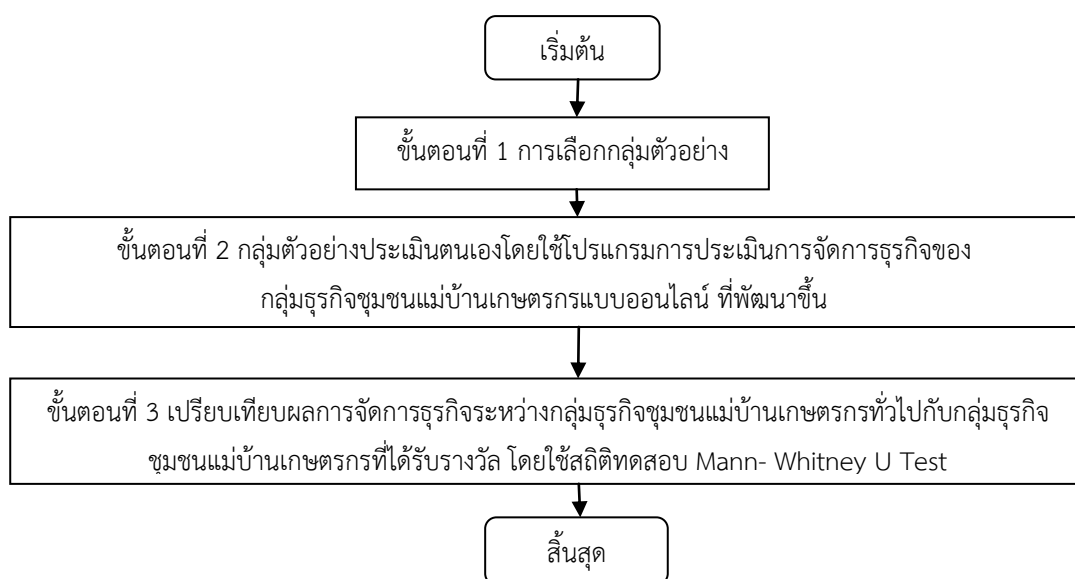 เริ่มต้น
ขั้นตอนที่ 1 การเลือกกลุ่มตัวอย่าง
ขั้นตอนที่ 2 กลุ่มตัวอย่างประเมินตนเองโดยใช้โปรแกรมการประเมินการจัดการธุรกิจของ
กลุ่มธุรกิจชุมชนแม่บ้านเกษตรกรแบบออนไลน์ ที่พัฒนาขึ้น
ขั้นตอนที่ 3 เปรียบเทียบผลการจัดการธุรกิจระหว่างกลุ่มธุรกิจชุมชนแม่บ้านเกษตรกรทั่วไปกับกลุ่มธุรกิจ
ชุมชนแม่บ้านเกษตรกรที่ได้รับรางวัล โดยใช้สถิติทดสอบ Mann- Whitney U Test
สิ้นสุด